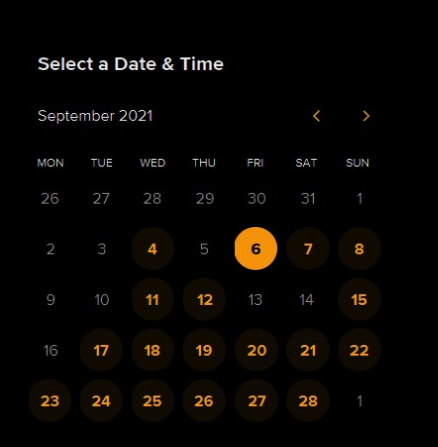 Select a Date & Time
September 2021
MON TUE WED THU FRI SAT SUN
26 27 28 29 30 31 1
2 3 4 5 6 7 8
9 10 11 12 13 14 15
16 17 18 19 20 21 22
23 24 25 26 27 28 1